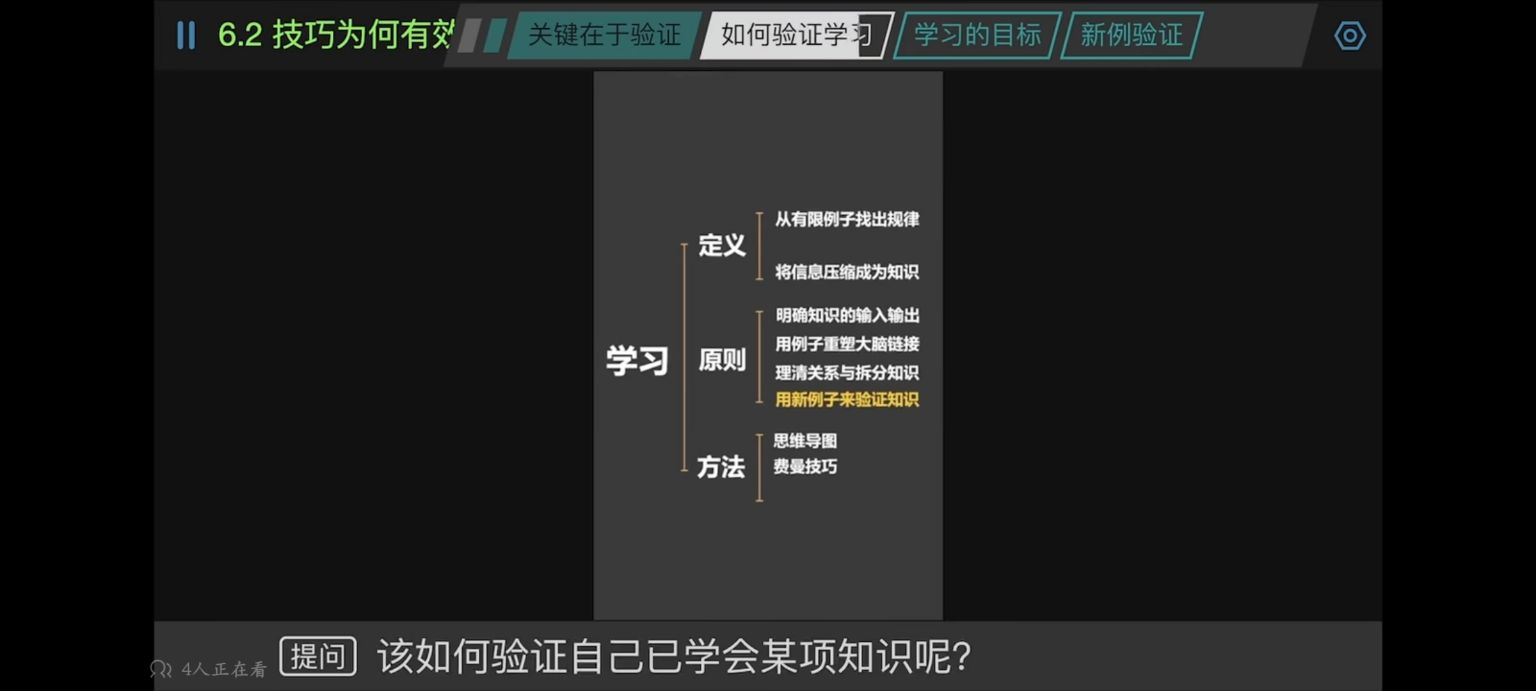 6.2 技巧为何有效
关键在于验证
如何验证学习
学习的目标
新例验证
学习
定义
从有限例子找出规律
将信息压缩成为知识
原则
明确知识的输入输出
用例子重塑大脑链接
理清关系与拆分知识
用新例子来验证知识
方法
思维导图
费曼技巧
提问 该如何验证自己已学会某项知识呢?
4人正在看